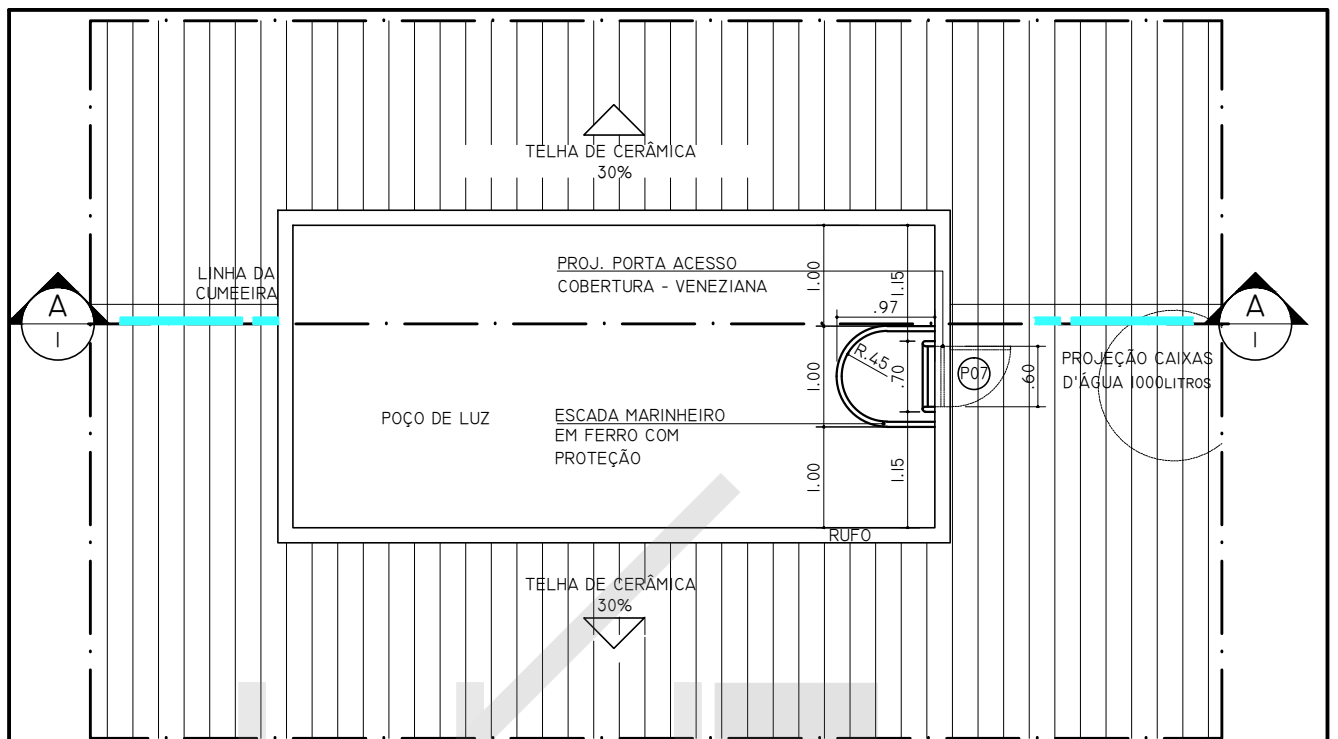 TELHA DE CERÂMICA
30%
LINHA DA
CUMEEIRA
PROJ. PORTA ACESSO
COBERTURA - VENEZIANA
1.00
1.15
.97
A
1
A
1
R.45
.70
P07
.60
1.00
PROJEÇÃO CAIXAS
D'ÁGUA 1000LITROS
POÇO DE LUZ
ESCADA MARINHEIRO
EM FERRO COM
PROTEÇÃO
1.00
1.15
RUFO
TELHA DE CERÂMICA
30%